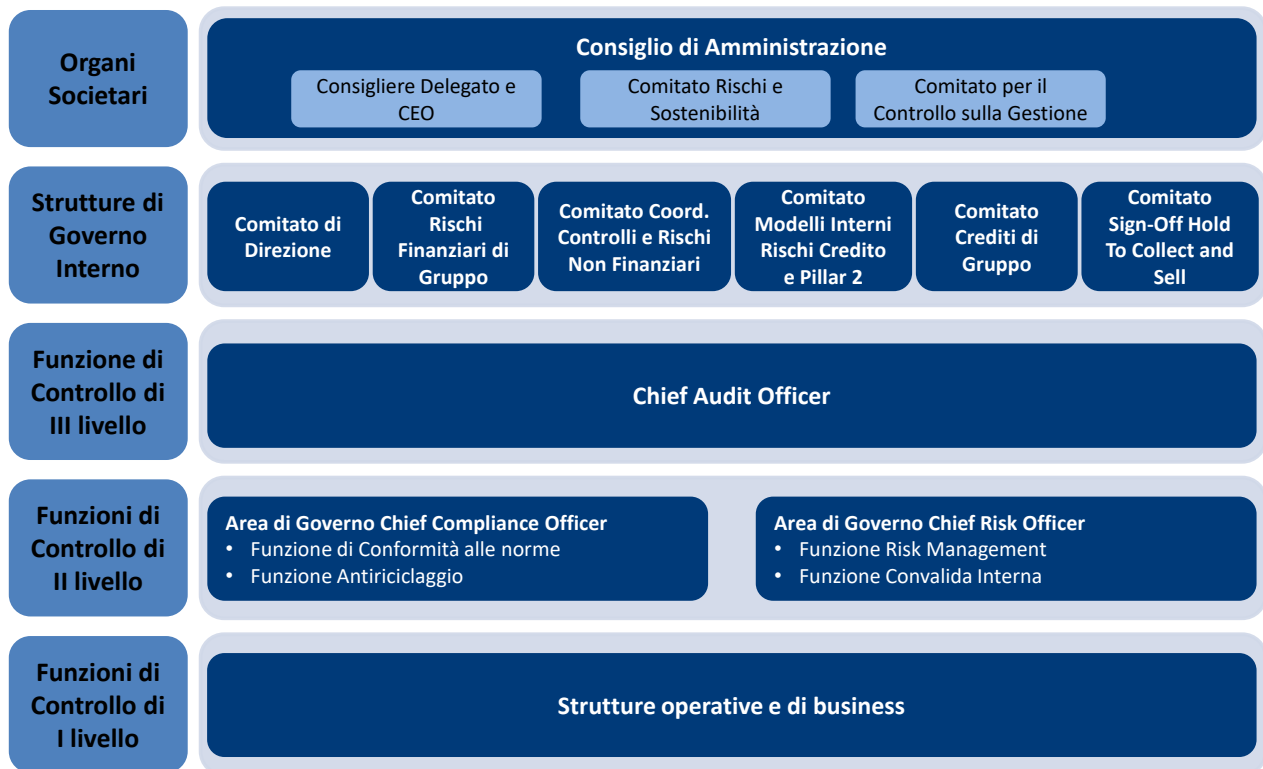 Organi
Societari
Consiglio di Amministrazione
Consigliere Delegato e
CEO
Comitato Rischi e
Sostenibilità
Comitato per il
Controllo sulla Gestione
Strutture di
Governo
Interno
Comitato di
Direzione
Comitato
Rischi
Finanziari di
Gruppo
Comitato Coord.
Controlli e Rischi
Non Finanziari
Comitato
Modelli Interni
Rischi Credito
e Pillar 2
Comitato
Crediti di
Gruppo
Comitato
Sign-Off Hold
To Collect and
Sell
Funzione di
Controllo di
III livello
Chief Audit Officer
Funzioni di
Controllo di
II livello
Area di Governo Chief Compliance Officer
• Funzione di Conformità alle norme
• Funzione Antiriciclaggio
Area di Governo Chief Risk Officer
• Funzione Risk Management
• Funzione Convalida Interna
Funzioni di
Controllo di
I livello
Strutture operative e di business